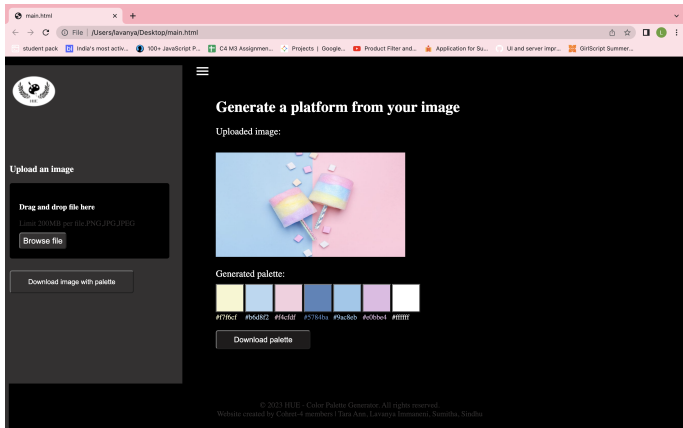 main.html
File
/Users/lavanya/Desktop/main.html
L
student pack
India's most activ...
100+ JavaScript P...
C4 M3 Assignmen...
Projects | Google...
Product Filter and...
Application for Su...
UI and server impr...
GirlScript Summer...
HUE
Generate a platform from your image
Uploaded image:
Upload an image
Drag and drop file here
Limit 200MB per file.PNG,JPG,JPEG
Browse file
Download image with palette
Generated palette:
#f7f6cf #b6d8f2 #f4cfdf #5784ba #9ac8eb #e0bbe4 #ffffff
Download palette
© 2023 HUE - Color Palette Generator. All rights reserved.
Website created by Cohort-4 members | Tara Ann, Lavanya Immaneni, Sumitha, Sindhu